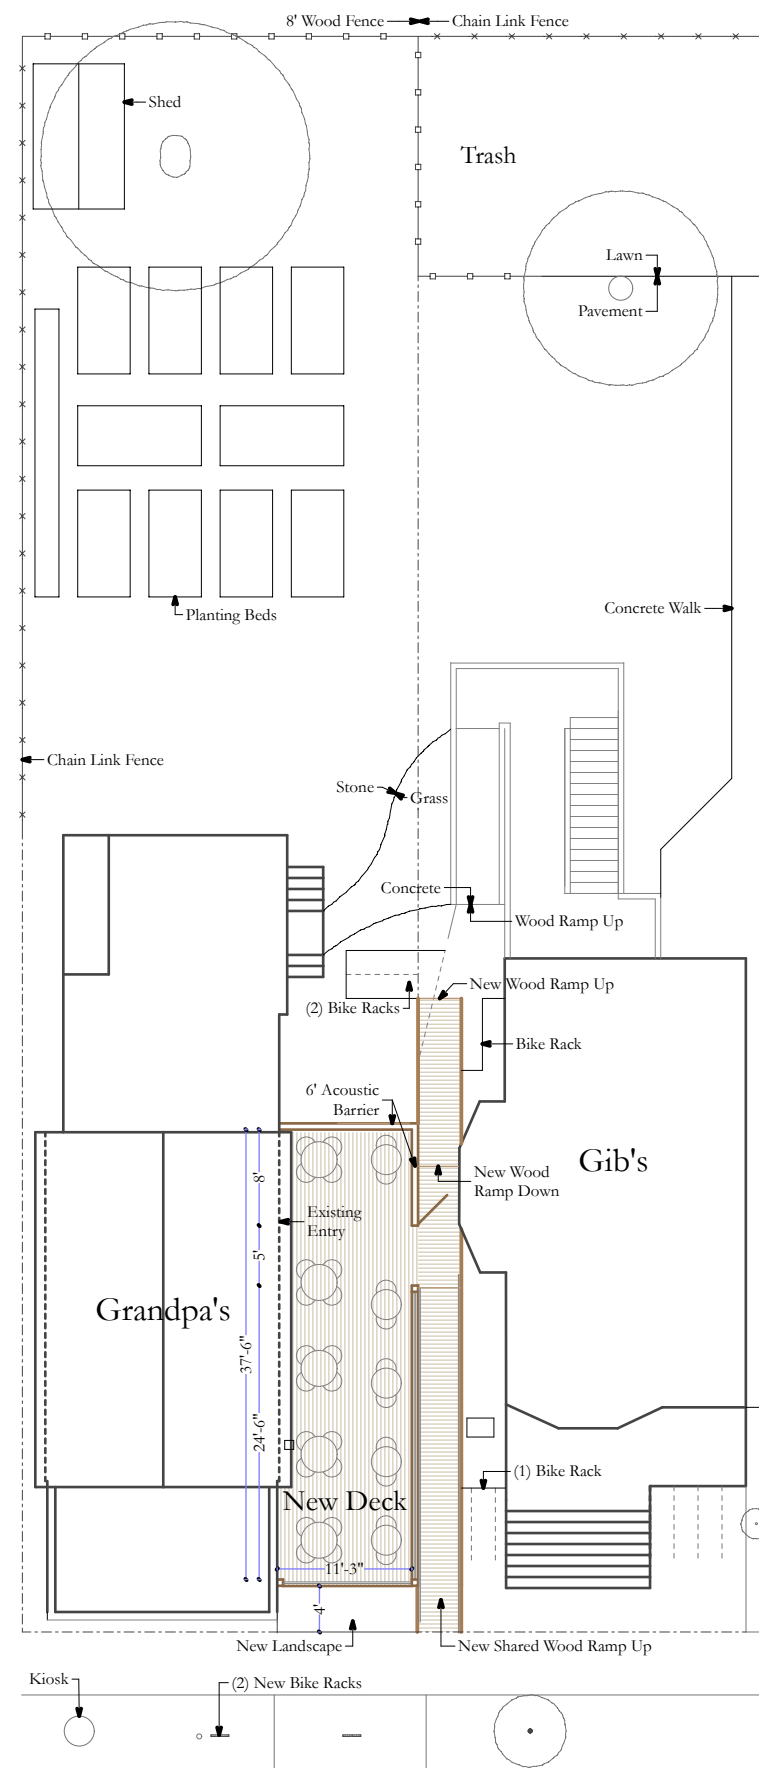 8' Wood Fence
Chain Link Fence
Shed
Trash
Lawn
Pavement
Concrete Walk
Planting Beds
Chain Link Fence
Stone
Grass
Concrete
Wood Ramp Up
New Wood Ramp Up
(2) Bike Racks
Bike Rack
6' Acoustic
Barrier
Gib's
New Wood
Ramp Down
8'
Existing
Entry
5'
Grandpa's
37'-6"
24'-6"
(1) Bike Rack
New Deck
11'-3"
4'
New Landscape
New Shared Wood Ramp Up
Kiosk
(2) New Bike Racks